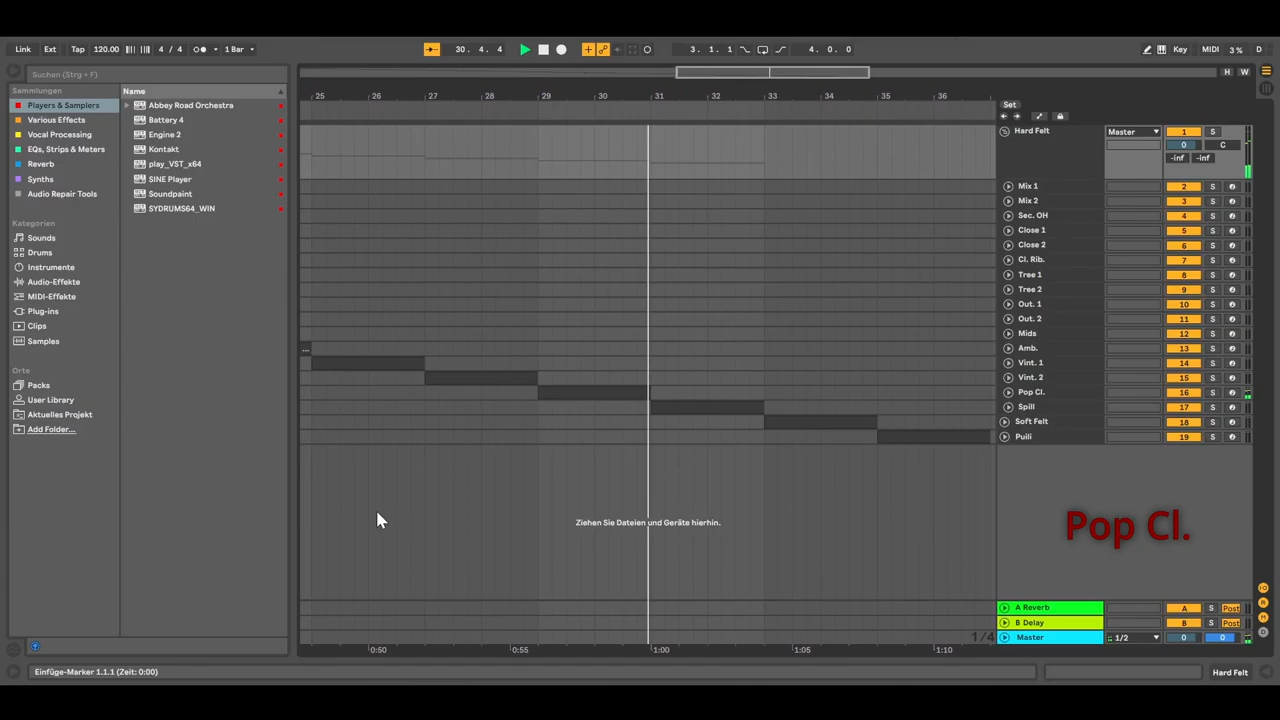 Link Ext Tap 120.00 4 / 4 1 Bar 30. 4. 4 3. 1. 1 4. 0. 0 Key MIDI 3 % D
Suchen (Strg + F)
H W
Sammlungen
Players & Samplers
Various Effects
Vocal Processing
EQs, Strips & Meters
Reverb
Synths
Audio Repair Tools
Kategorien
Sounds
Drums
Instrumente
Audio-Effekte
MIDI-Effekte
Plug-ins
Clips
Samples
Orte
Packs
User Library
Aktuelles Projekt
Add Folder...
Name
Abbey Road Orchestra
Battery 4
Engine 2
Kontakt
play_VST_x64
SINE Player
Soundpaint
SYDRUMS64_WIN
25 26 27 28 29 30 31 32 33 34 35 36
...
Ziehen Sie Dateien und Geräte hierhin.
1/4
0:50 0:55 1:00 1:05 1:10
Set
Hard Felt Master 1 S
0 C
-inf -inf
Mix 1 2 S
Mix 2 3 S
Sec. OH 4 S
Close 1 5 S
Close 2 6 S
Cl. Rib. 7 S
Tree 1 8 S
Tree 2 9 S
Out. 1 10 S
Out. 2 11 S
Mids 12 S
Amb. 13 S
Vint. 1 14 S
Vint. 2 15 S
Pop Cl. 16 S
Spill 17 S
Soft Felt 18 S
Puili 19 S
Pop Cl.
A Reverb A S Post
B Delay B S Post
Master 1/2 0 0
Einfüge-Marker 1.1.1 (Zeit: 0:00)
Hard Felt